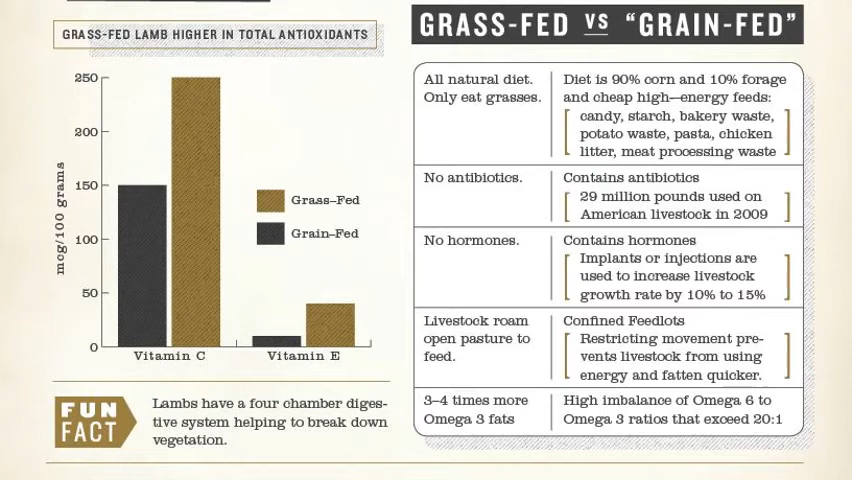 GRASS-FED LAMB HIGHER IN TOTAL ANTIOXIDANTS
250
200
150
100
50
0
mcg/100 grams
Grass–Fed
Grain–Fed
Vitamin C
Vitamin E
FUN
FACT
Lambs have a four chamber diges-
tive system helping to break down
vegetation.
GRASS-FED VS “GRAIN-FED”
All natural diet.
Only eat grasses.
Diet is 90% corn and 10% forage
and cheap high—energy feeds:
candy, starch, bakery waste,
potato waste, pasta, chicken
litter, meat processing waste
No antibiotics.
Contains antibiotics
29 million pounds used on
American livestock in 2009
No hormones.
Contains hormones
Implants or injections are
used to increase livestock
growth rate by 10% to 15%
Livestock roam
open pasture to
feed.
Confined Feedlots
Restricting movement pre-
vents livestock from using
energy and fatten quicker.
3–4 times more
Omega 3 fats
High imbalance of Omega 6 to
Omega 3 ratios that exceed 20:1